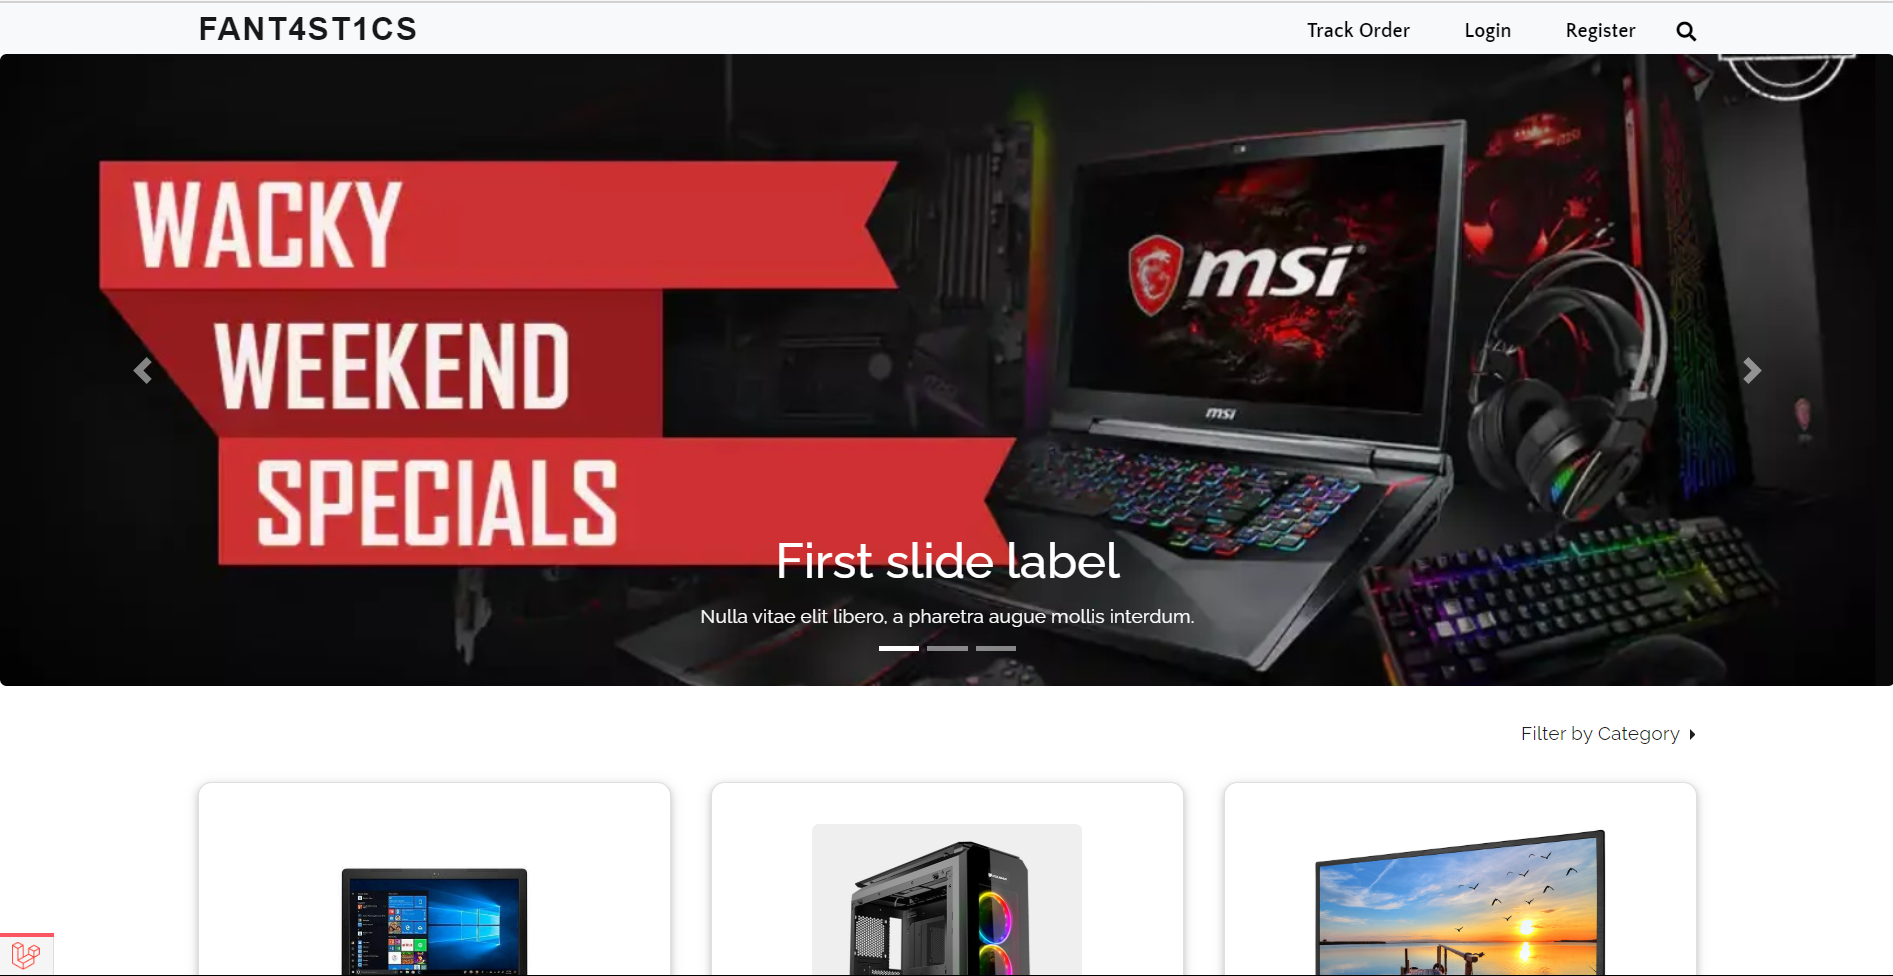 FANT4ST1CS
Track Order
Login
Register
WACKY
WEEKEND
SPECIALS
msi
msi
First slide label
Nulla vitae elit libero, a pharetra augue mollis interdum.
Filter by Category